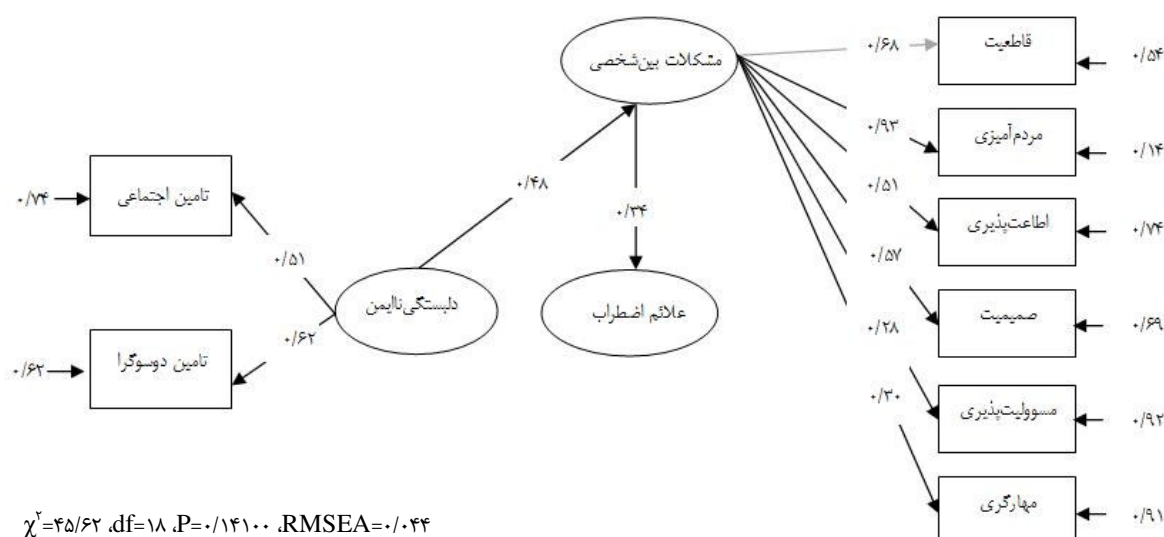 قاطعیت
۰/۶۸
۰/۵۴
مشکلات بین‌شخصی
مردم‌آمیزی
۰/۹۳
۰/۱۴
تامین اجتماعی
۰/۷۴
۰/۴۸
۰/۵۱
اطاعت‌پذیری
۰/۷۴
۰/۳۴
۰/۵۱
۰/۵۷
دلبستگی‌ناایمن
علائم اضطراب
صمیمیت
۰/۶۹
۰/۲۸
تامین دوسوگرا
۰/۶۲
۰/۶۲
مسوولیت‌پذیری
۰/۹۲
۰/۳۰
مهارگری
۰/۹۱
χ²=۴۵/۶۲ ،df=۱۸ ،P=۰/۱۴۱۰۰ ،RMSEA=۰/۰۴۴